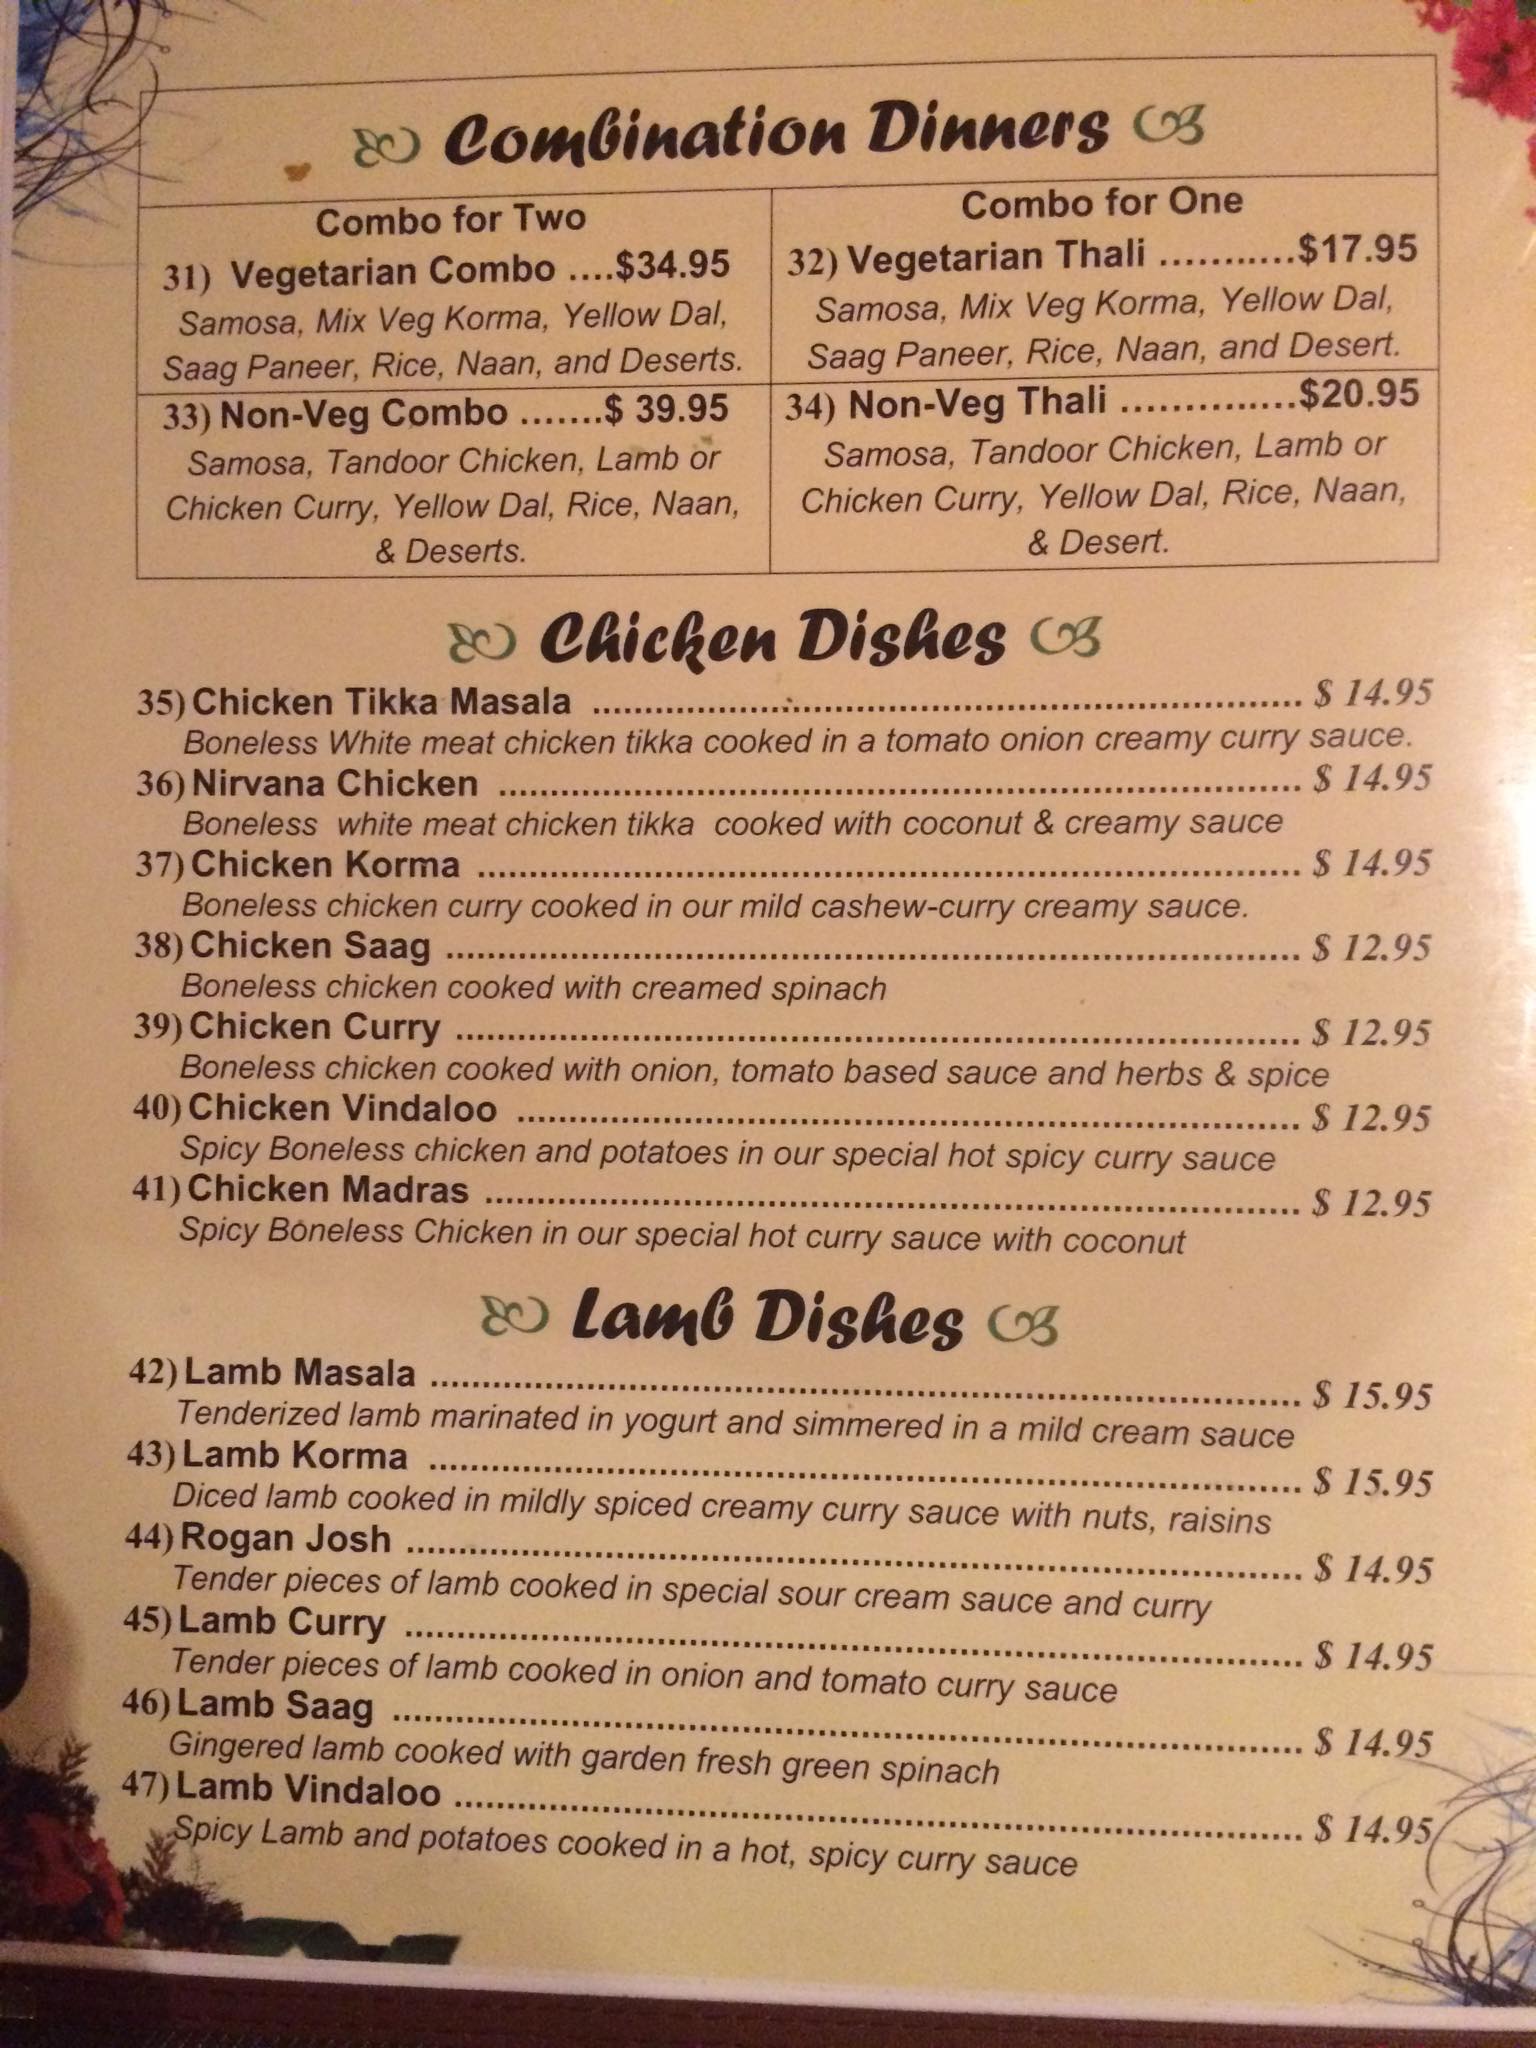 Combination Dinners
Combo for Two
31) Vegetarian Combo ....$34.95
Samosa, Mix Veg Korma, Yellow Dal,
Saag Paneer, Rice, Naan, and Deserts.
Combo for One
32) Vegetarian Thali ...........$17.95
Samosa, Mix Veg Korma, Yellow Dal,
Saag Paneer, Rice, Naan, and Desert.
33) Non-Veg Combo .......$ 39.95
Samosa, Tandoor Chicken, Lamb or
Chicken Curry, Yellow Dal, Rice, Naan,
& Deserts.
34) Non-Veg Thali ..............$20.95
Samosa, Tandoor Chicken, Lamb or
Chicken Curry, Yellow Dal, Rice, Naan,
& Desert.
Chicken Dishes
35) Chicken Tikka Masala .................................................................... $ 14.95
Boneless White meat chicken tikka cooked in a tomato onion creamy curry sauce.
36) Nirvana Chicken ............................................................................. $ 14.95
Boneless white meat chicken tikka cooked with coconut & creamy sauce
37) Chicken Korma ............................................................................... $ 14.95
Boneless chicken curry cooked in our mild cashew-curry creamy sauce.
38) Chicken Saag .................................................................................. $ 12.95
Boneless chicken cooked with creamed spinach
39) Chicken Curry ................................................................................. $ 12.95
Boneless chicken cooked with onion, tomato based sauce and herbs & spice
40) Chicken Vindaloo ........................................................................... $ 12.95
Spicy Boneless chicken and potatoes in our special hot spicy curry sauce
41) Chicken Madras .............................................................................. $ 12.95
Spicy Boneless Chicken in our special hot curry sauce with coconut
Lamb Dishes
42) Lamb Masala ................................................................................... $ 15.95
Tenderized lamb marinated in yogurt and simmered in a mild cream sauce
43) Lamb Korma ................................................................................... $ 15.95
Diced lamb cooked in mildly spiced creamy curry sauce with nuts, raisins
44) Rogan Josh ..................................................................................... $ 14.95
Tender pieces of lamb cooked in special sour cream sauce and curry
45) Lamb Curry ..................................................................................... $ 14.95
Tender pieces of lamb cooked in onion and tomato curry sauce
46) Lamb Saag ...................................................................................... $ 14.95
Gingered lamb cooked with garden fresh green spinach
47) Lamb Vindaloo ................................................................................ $ 14.95
Spicy Lamb and potatoes cooked in a hot, spicy curry sauce